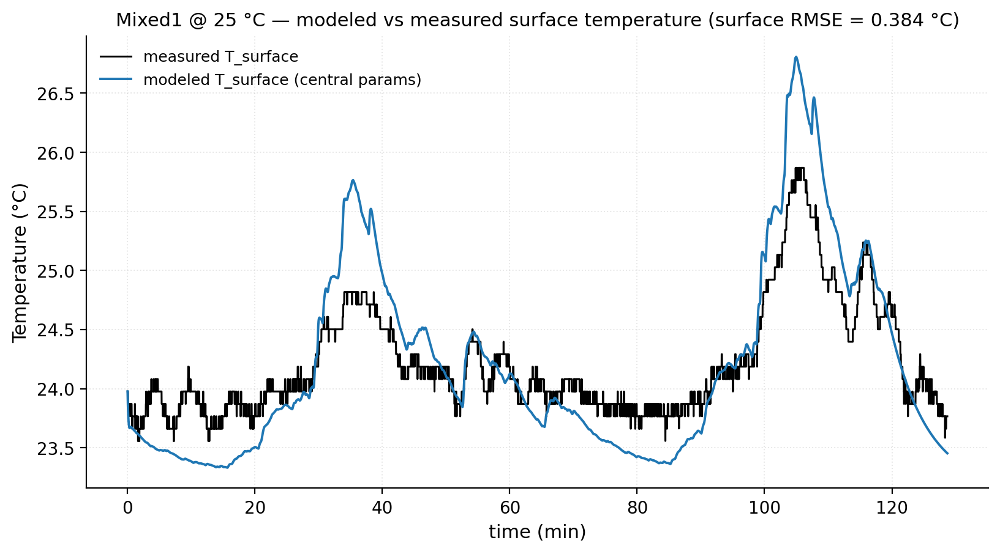 Mixed1 @ 25 °C — modeled vs measured surface temperature (surface RMSE = 0.384 °C)
measured T_surface
modeled T_surface (central params)
Temperature (°C)
26.5
26.0
25.5
25.0
24.5
24.0
23.5
0 20 40 60 80 100 120
time (min)